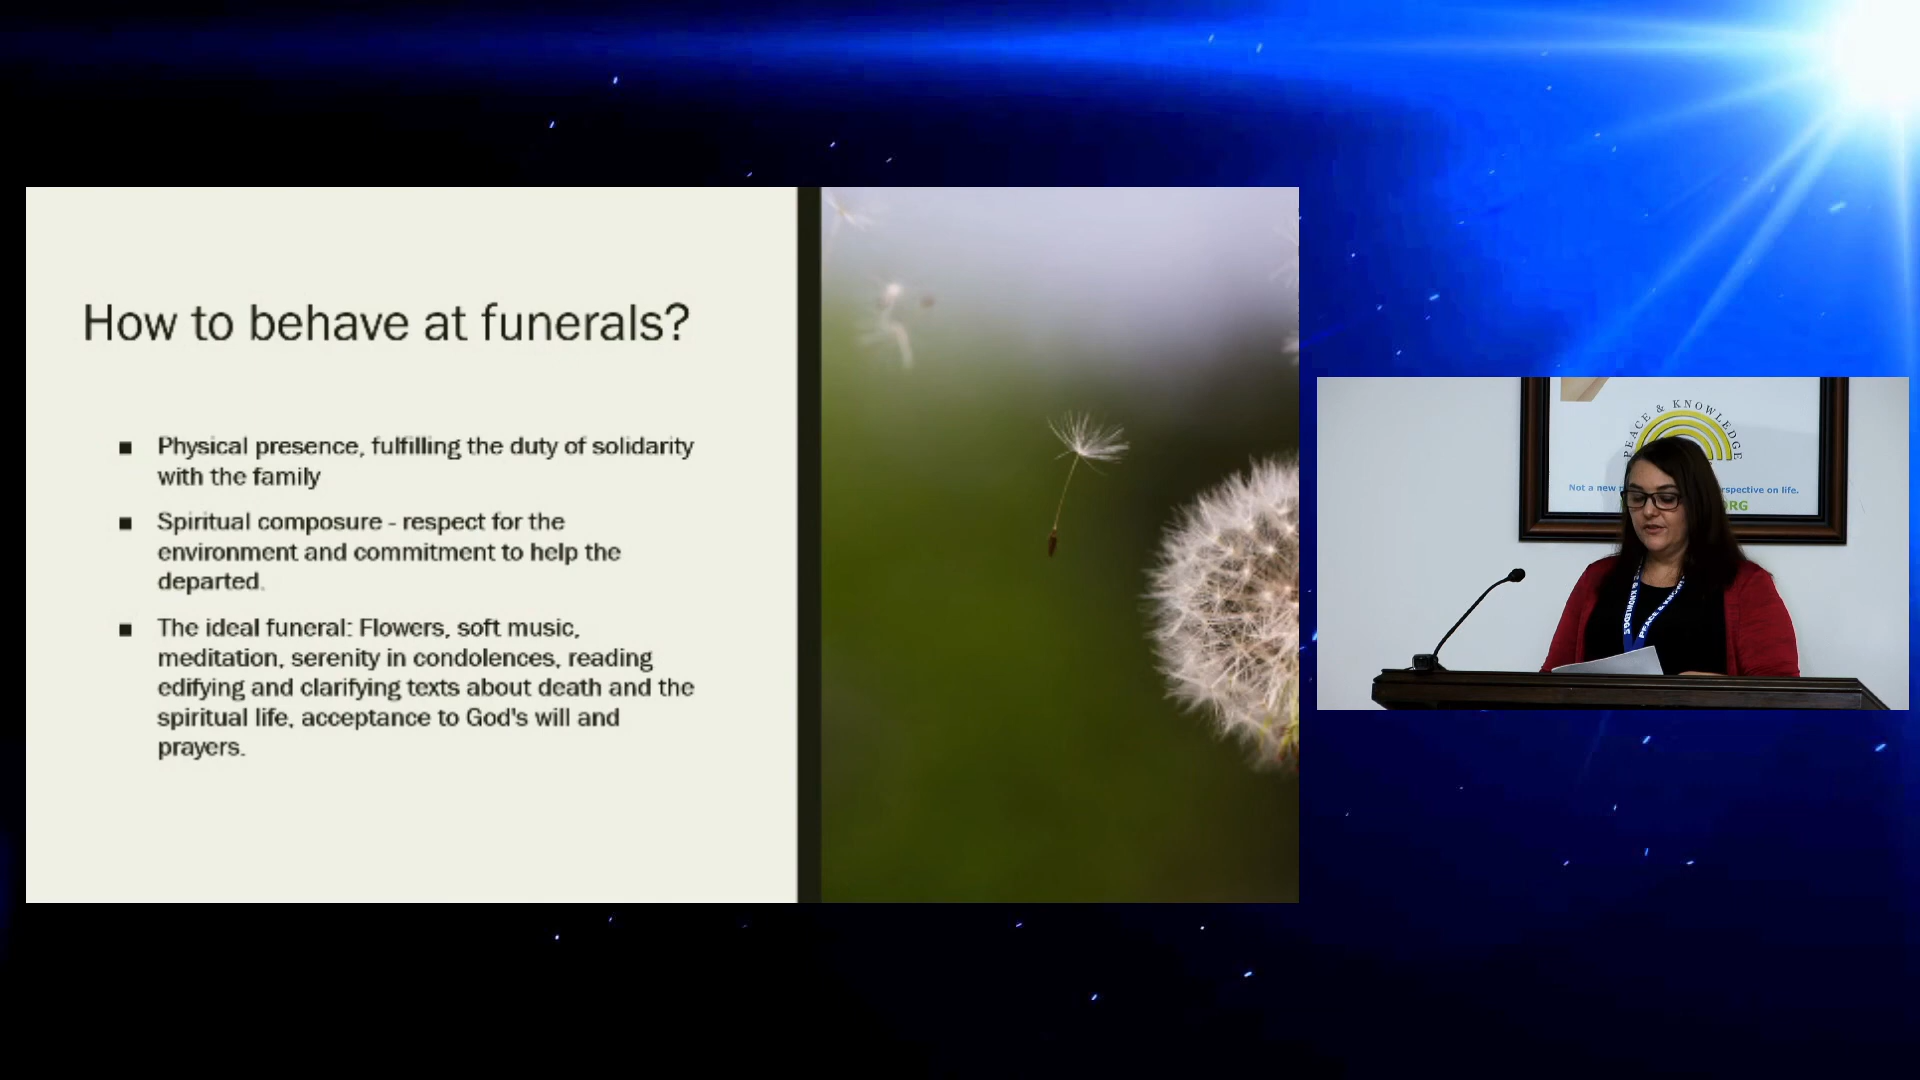 How to behave at funerals?
■ Physical presence, fulfilling the duty of solidarity
with the family
■ Spiritual composure - respect for the
environment and commitment to help the
departed.
■ The ideal funeral: Flowers, soft music,
meditation, serenity in condolences, reading
edifying and clarifying texts about death and the
spiritual life, acceptance to God's will and
prayers.
PEACE & KNOWLEDGE
Not a new
rspective on life.
ORG
PEACE &